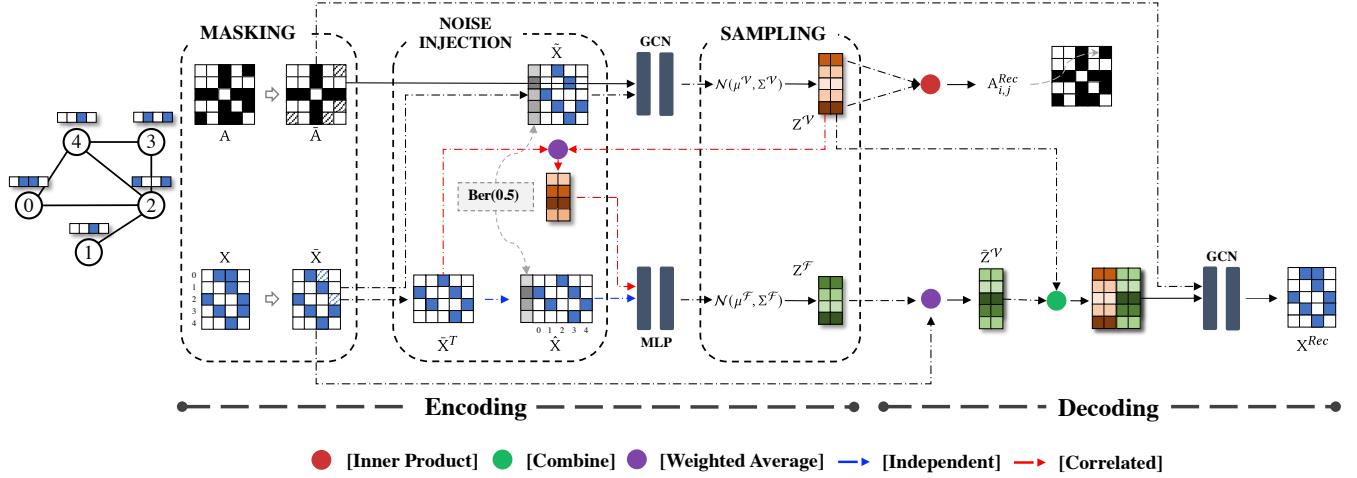 MASKING
NOISE
INJECTION
X̃
GCN
SAMPLING
A
Ā
𝒩(μ^𝒱, Σ^𝒱)
Z^𝒱
A^{Rec}_{i,j}
4
3
0
2
1
Ber(0.5)
X
X̄
0
1
2
3
4
X̄^T
0 1 2 3 4
X̂
MLP
𝒩(μ^ℱ, Σ^ℱ)
Z^ℱ
Z̄^𝒱
GCN
X^{Rec}
Encoding
Decoding
[Inner Product]
[Combine]
[Weighted Average]
[Independent]
[Correlated]